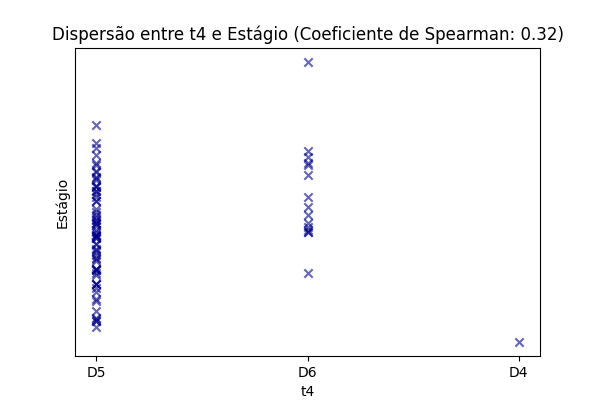 Dispersão entre t4 e Estágio (Coeficiente de Spearman: 0.32)
Estágio
D5 D6 D4
t4